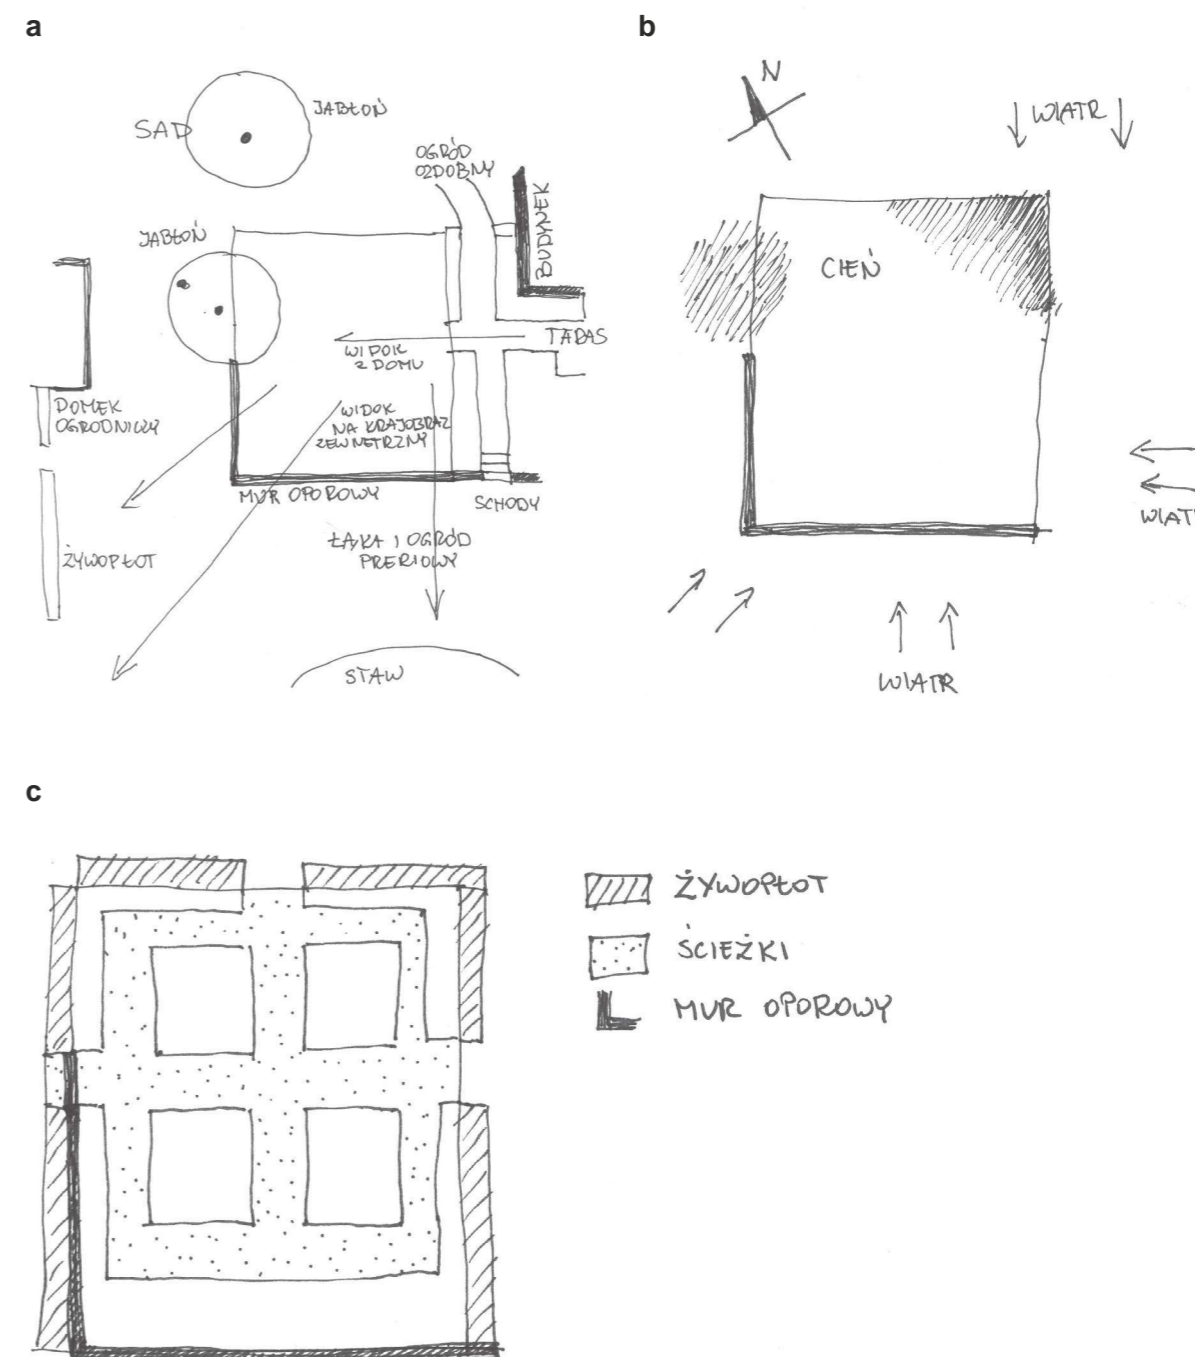 a
SAD
JABŁOŃ
OGRÓD
OZDOBNY
BUDYNEK
JABŁOŃ
TARAS
WIDOK
Z DOMU
DOMEK
OGRODNICZY
WIDOK
NA KRAJOBRAZ
ZEWNĘTRZNY
MUR OPOROWY
SCHODY
ŁĄKA I OGRÓD
PRERIOWY
ŻYWOPŁOT
STAW
b
N
WIATR
CIEŃ
WIATR
WIATR
c
ŻYWOPŁOT
ŚCIEŻKI
MUR OPOROWY